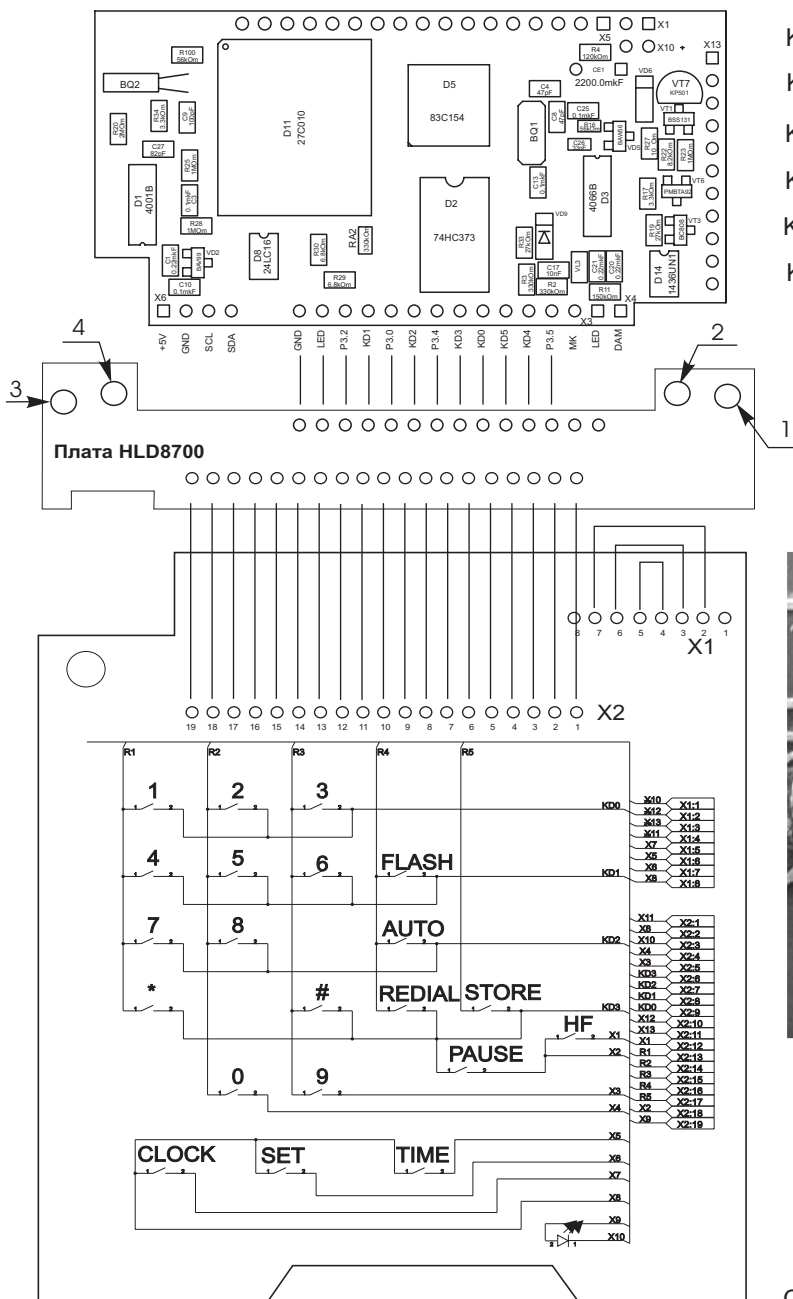 X1
X5
X10 +
X13
R100
56kOm
R4
120kOm
CE1
2200.0mkF
VD6
VT7
KP501
BQ2
R20
2MOm
R34
3.3kOm
C9
100pF
D11
27C010
D5
83C154
C4
47pF
C8
47pF
BQ1
C25
0.1mkF
R16
56kOm
BAW56
VD5
VT1
BSS131
R27
R22
8.2kOm
R23
1MOm
C27
82pF
R25
1MOm
C26
D1
4001B
C3
0.1mkF
C13
0.1mkF
4066B
D3
R17
3.3kOm
VT6
PMBTA92
D2
74HC373
R28
1MOm
D8
24LC16
R30
6.8kOm
RA2
330kOm
R33
27kOm
VD9
R19
27kOm
BC808
VT3
C1
0.22mkF
BAV99
VD2
C10
0.1mkF
R29
6.8kOm
R3
330kOm
C17
10nF
R2
330kOm
VL3
C21
0.22mkF
C20
0.22mkF
R11
150kOm
D14
1436UN1
X6
X3
X4
+5V
GND
SCL
SDA
GND
LED
P3.2
KD1
P3.0
KD2
P3.4
KD3
KD0
KD5
KD4
P3.5
MK
LED
DAM
4
2
3
1
Плата HLD8700
8 7 6 5 4 3 2 1
X1
X2
19 18 17 16 15 14 13 12 11 10 9 8 7 6 5 4 3 2 1
R1 R2 R3 R4 R5
1 2 3
KD0
4 5 6 FLASH
KD1
7 8 AUTO
KD2
* # REDIAL STORE
KD3
HF
X1
PAUSE
X2
0 9
X3
X4
CLOCK SET TIME
X5
X6
X7
X8
X9
X10
2 1
X10 X1:1
X12 X1:2
X13 X1:3
X11 X1:4
X7 X1:5
X5 X1:6
X6 X1:7
X8 X1:8
X11 X2:1
X8 X2:2
X10 X2:3
X4 X2:4
X3 X2:5
KD3 X2:6
KD2 X2:7
KD1 X2:8
KD0 X2:9
X12 X2:10
X13 X2:11
X1 X2:12
R1 X2:13
R2 X2:14
R3 X2:15
R4 X2:16
R5 X2:17
X2 X2:18
X9 X2:19